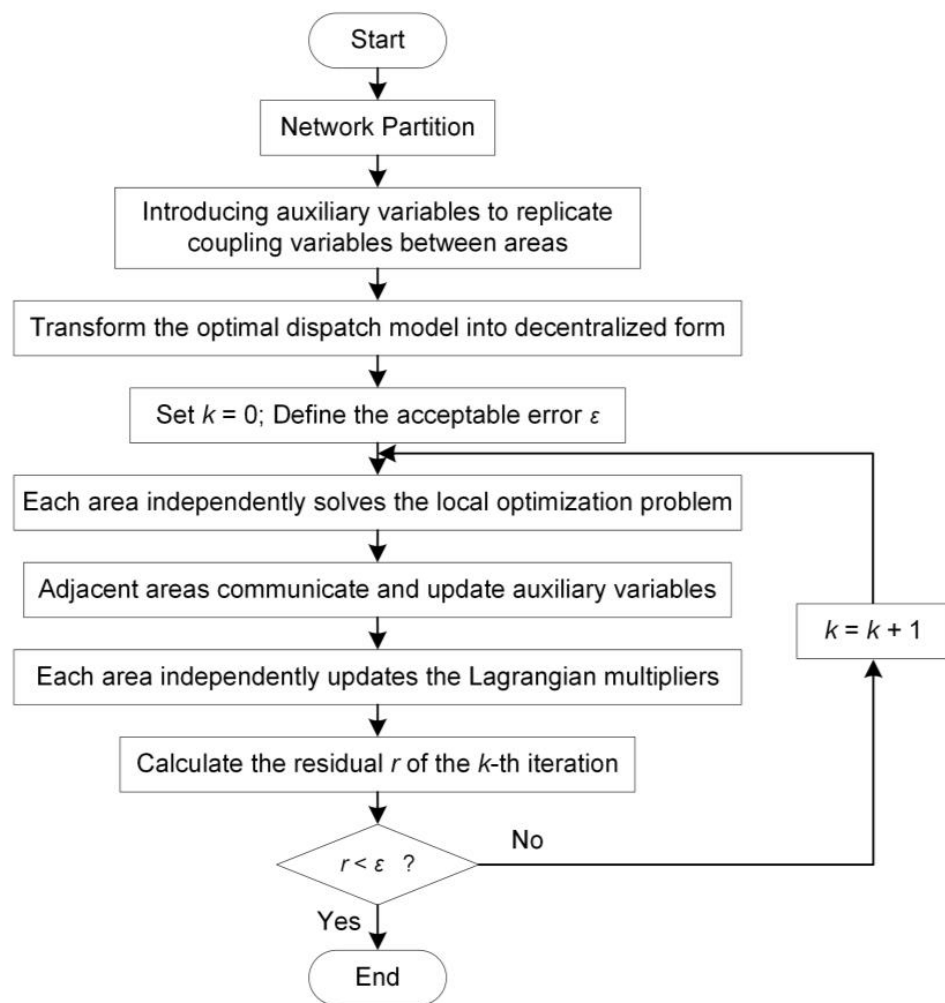 Start
Network Partition
Introducing auxiliary variables to replicate
coupling variables between areas
Transform the optimal dispatch model into decentralized form
Set k = 0; Define the acceptable error ε
Each area independently solves the local optimization problem
Adjacent areas communicate and update auxiliary variables
k = k + 1
Each area independently updates the Lagrangian multipliers
Calculate the residual r of the k-th iteration
r < ε ?
No
Yes
End